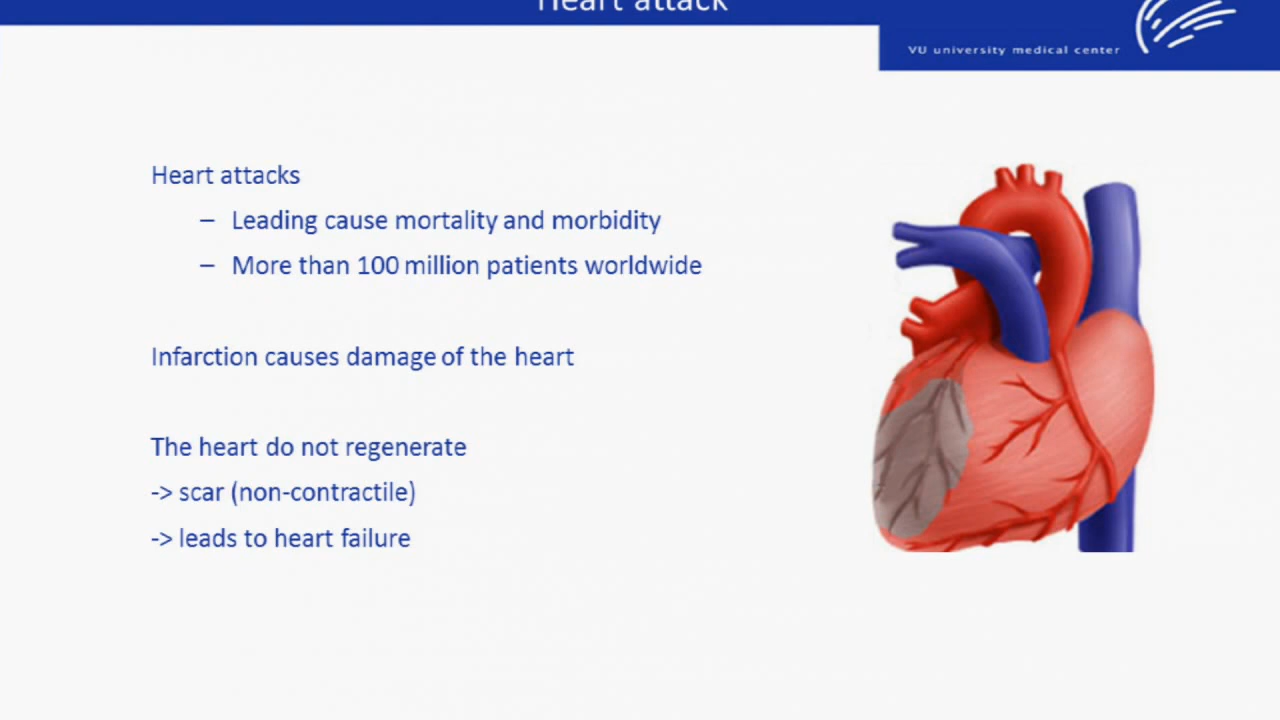 Heart attack
VU university medical center
Heart attacks
– Leading cause mortality and morbidity
– More than 100 million patients worldwide
Infarction causes damage of the heart
The heart do not regenerate
-> scar (non-contractile)
-> leads to heart failure